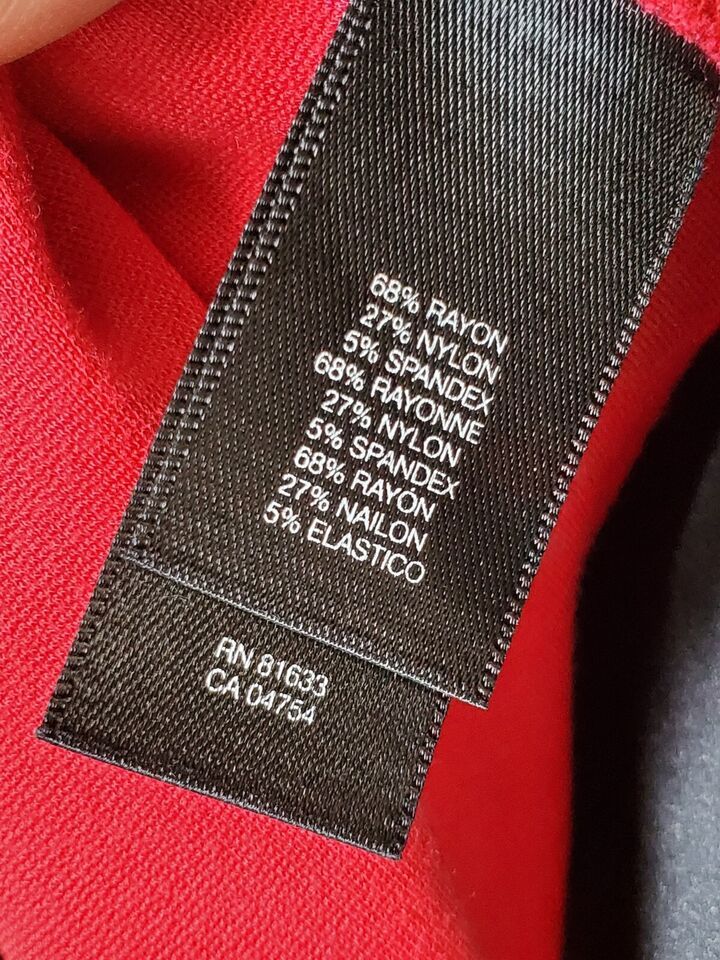 68% RAYON
27% NYLON
5% SPANDEX
68% RAYONNE
27% NYLON
5% SPANDEX
68% RAYON
27% NAILON
5% ELASTICO
RN 81633
CA 04754